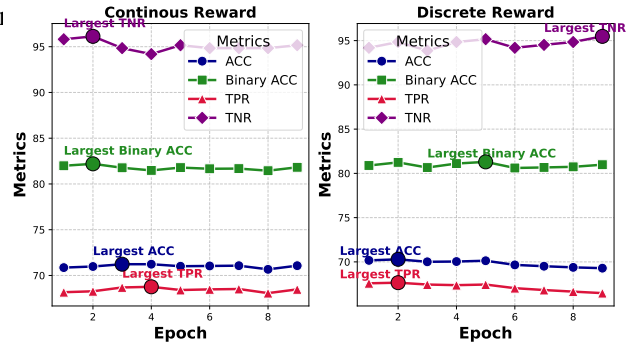 ]
Continous Reward
Largest TNR
Metrics
ACC
Binary ACC
TPR
TNR
Largest Binary ACC
Largest ACC
Largest TPR
95
90
85
80
75
70
Metrics
2
4
6
8
Epoch
Discrete Reward
Largest TNR
Metrics
ACC
Binary ACC
TPR
TNR
Largest Binary ACC
Largest ACC
Largest TPR
95
90
85
80
75
70
Metrics
2
4
6
8
Epoch